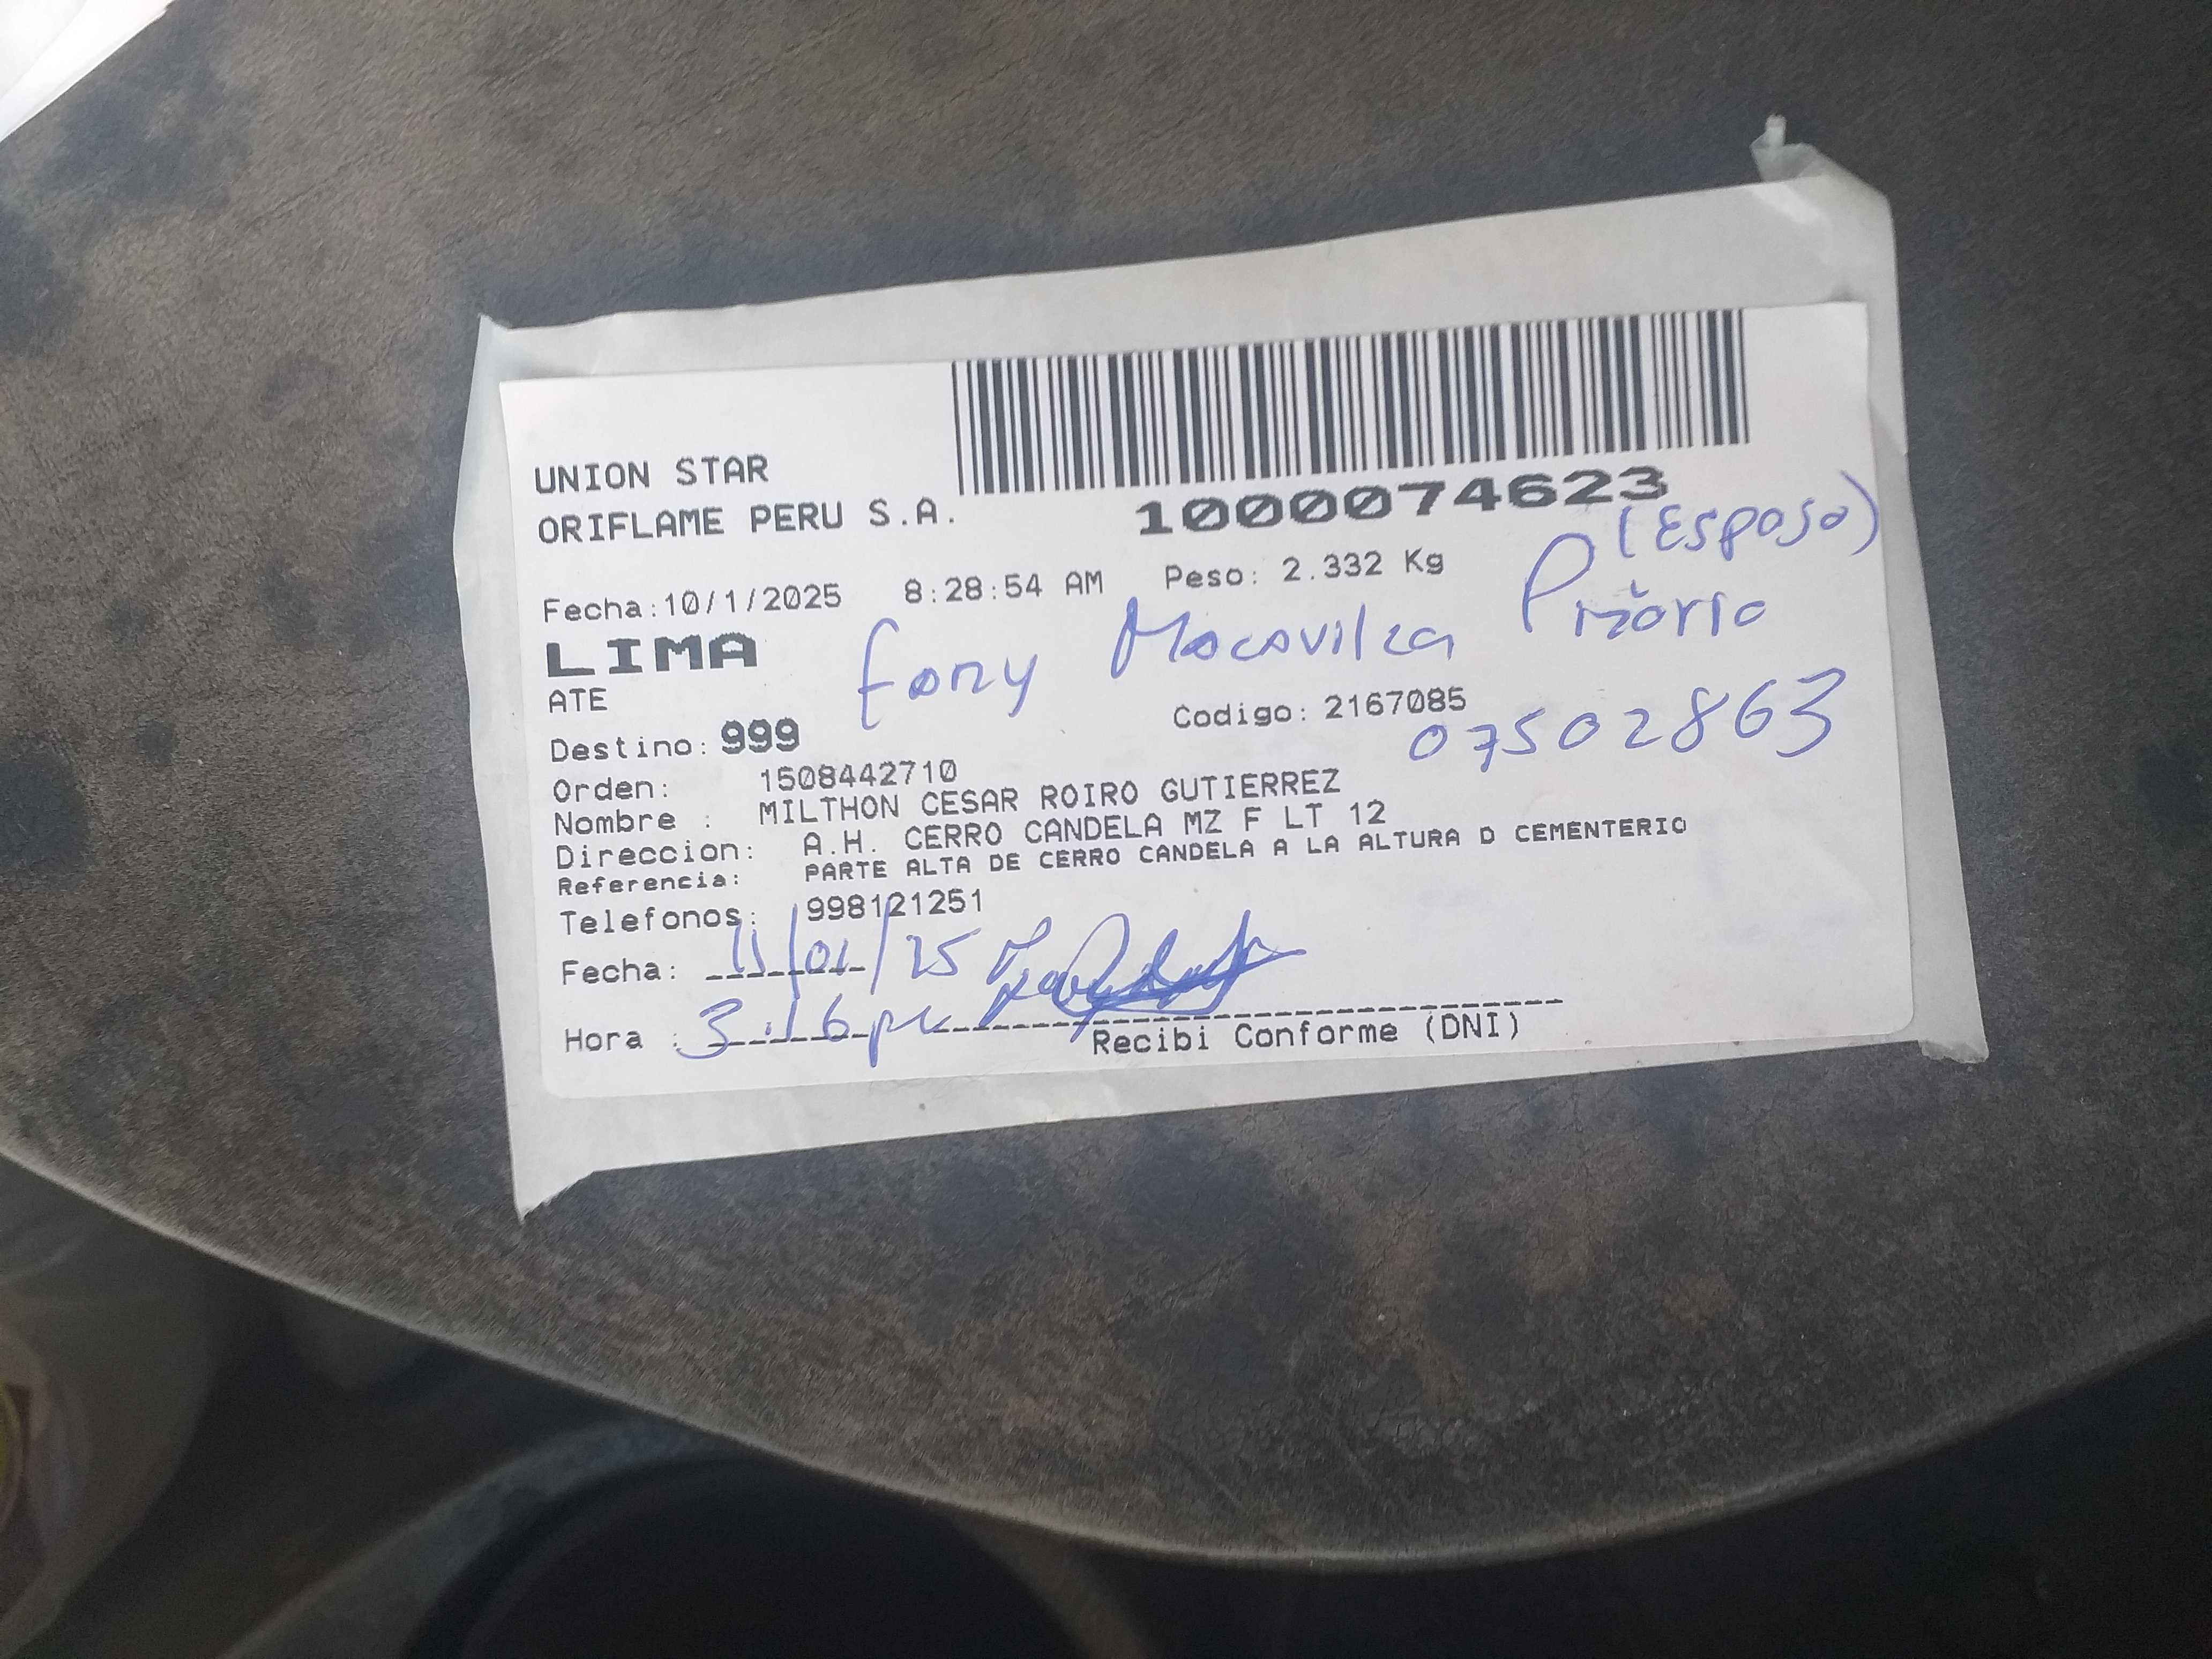 UNION STAR
ORIFLAME PERU S.A.
1000074623
(Esposo)
Fecha:10/1/2025 8:28:54 AM Peso: 2.332 Kg
LIMA
ATE
Codigo: 2167085
07502863
Destino: 999
Orden: 1508442710
Nombre : MILTHON CESAR ROIRO GUTIERREZ
Direccion: A.H. CERRO CANDELA MZ F LT 12
Referencia: PARTE ALTA DE CERRO CANDELA A LA ALTURA D CEMENTERIO
Telefonos: 998121251
Fecha: 11/01/25
Hora : 3:16 pm
Recibi Conforme (DNI)